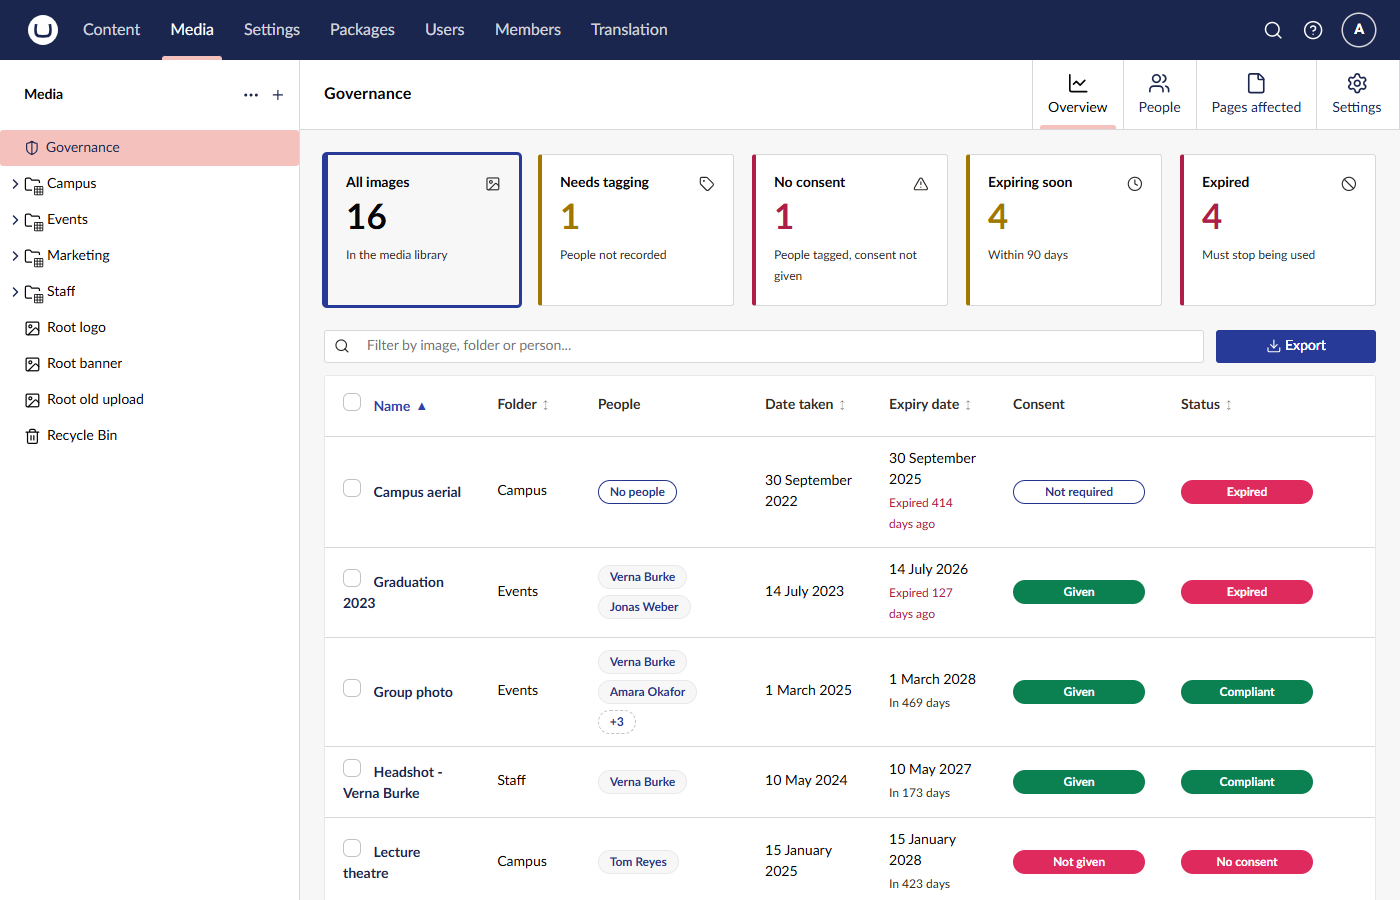 Content
Media
Settings
Packages
Users
Members
Translation
A
Media
Governance
Campus
Events
Marketing
Staff
Root logo
Root banner
Root old upload
Recycle Bin
Governance
Overview
People
Pages affected
Settings
All images
16
In the media library
Needs tagging
1
People not recorded
No consent
1
People tagged, consent not
given
Expiring soon
4
Within 90 days
Expired
4
Must stop being used
Filter by image, folder or person...
Export
Name ▲
Folder ↕
People
Date taken ↕
Expiry date ↕
Consent
Status ↕
Campus aerial
Campus
No people
30 September
2022
30 September
2025
Expired 414
days ago
Not required
Expired
Graduation
2023
Events
Verna Burke
Jonas Weber
14 July 2023
14 July 2026
Expired 127
days ago
Given
Expired
Group photo
Events
Verna Burke
Amara Okafor
+3
1 March 2025
1 March 2028
In 469 days
Given
Compliant
Headshot -
Verna Burke
Staff
Verna Burke
10 May 2024
10 May 2027
In 173 days
Given
Compliant
Lecture
theatre
Campus
Tom Reyes
15 January
2025
15 January
2028
In 423 days
Not given
No consent